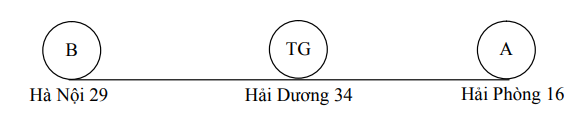 B TG A
Hà Nội 29 Hải Dương 34 Hải Phòng 16